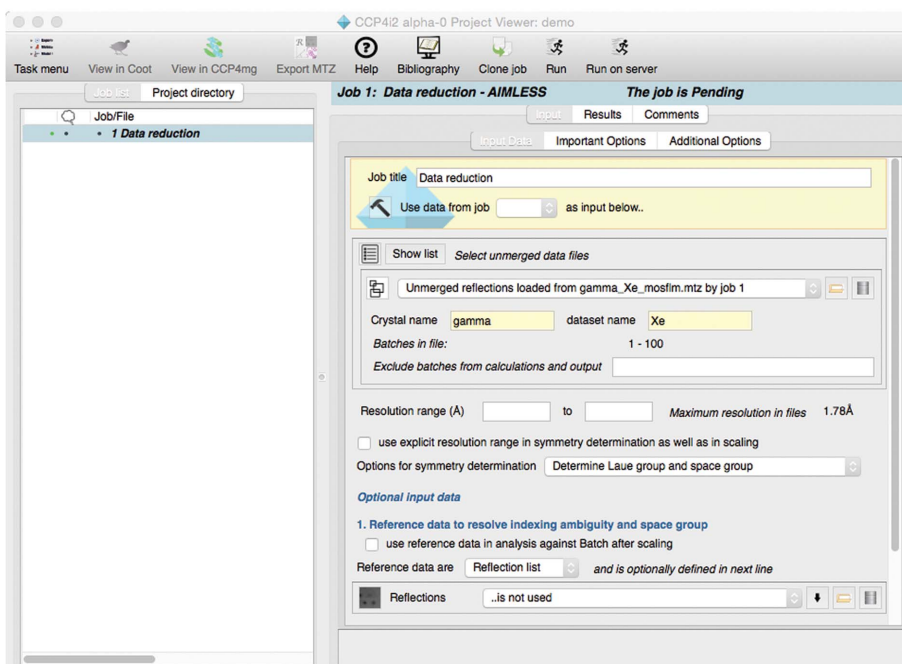 CCP4i2 alpha-0 Project Viewer: demo
Task menu View in Coot View in CCP4mg Export MTZ Help Bibliography Clone job Run Run on server
Job list Project directory
Job/File
1 Data reduction
Job 1: Data reduction - AIMLESS The job is Pending
Input Results Comments
Input Data Important Options Additional Options
Job title Data reduction
Use data from job as input below..
Show list Select unmerged data files
Unmerged reflections loaded from gamma_Xe_mosflm.mtz by job 1
Crystal name gamma dataset name Xe
Batches in file: 1 - 100
Exclude batches from calculations and output
Resolution range (Å) to Maximum resolution in files 1.78Å
use explicit resolution range in symmetry determination as well as in scaling
Options for symmetry determination Determine Laue group and space group
Optional input data
1. Reference data to resolve indexing ambiguity and space group
use reference data in analysis against Batch after scaling
Reference data are Reflection list and is optionally defined in next line
Reflections ..is not used